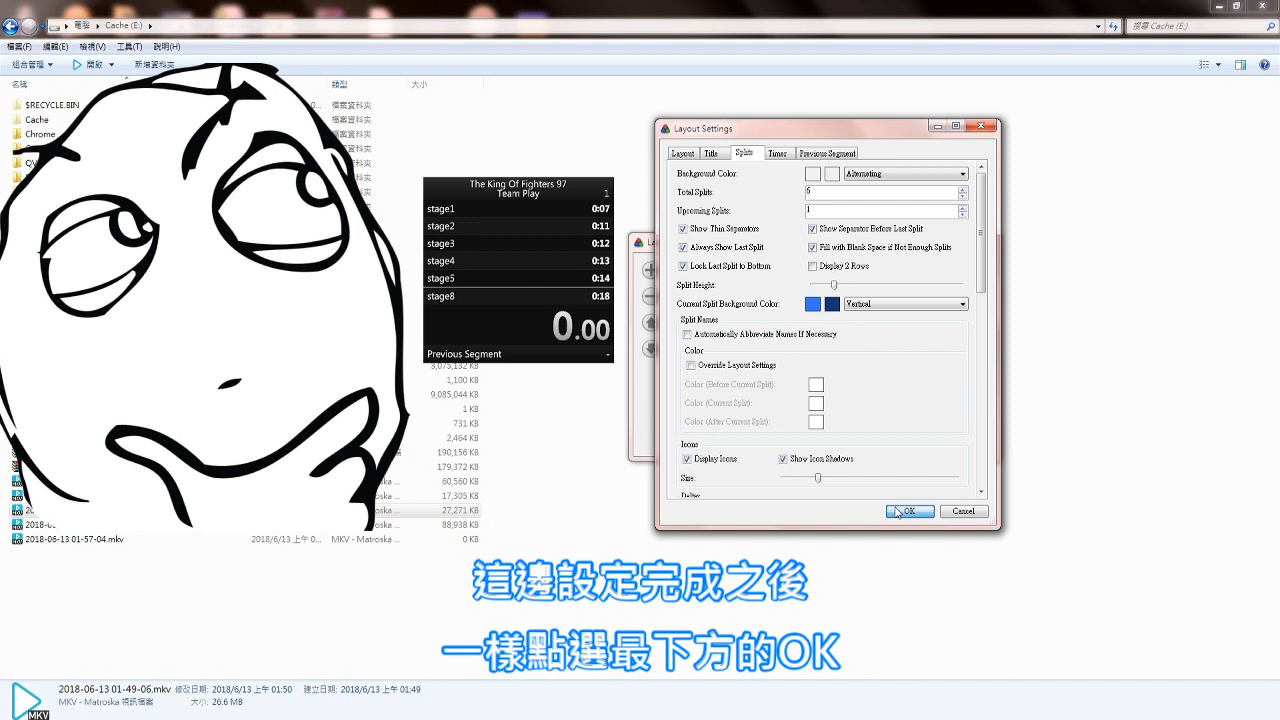 電腦 ▸ Cache (E:) ▸
搜尋 Cache (E:)
檔案(F) 編輯(E) 檢視(V) 工具(T) 說明(H)
組合管理 ▼ 開啟 ▼ 新增資料夾
名稱 類型 大小
$RECYCLE.BIN 檔案資料夾
Cache 檔案資料夾
Chrome 檔案資料夾
檔案資料夾
檔案資料夾
The King Of Fighters 97
Team Play 1
stage1 0:07
stage2 0:11
stage3 0:12
stage4 0:13
stage5 0:14
stage8 0:18
0.00
Previous Segment -
3,075,132 KB
1,100 KB
9,085,044 KB
1 KB
731 KB
2,464 KB
190,156 KB
179,372 KB
60,560 KB
17,305 KB
27,271 KB
88,938 KB
2018-06-13 01-57-04.mkv 2018/6/13 上午 0... MKV - Matroska ... 0 KB
Layout Settings
Layout Title Splits Timer Previous Segment
Background Color: Alternating
Total Splits: 6
Upcoming Splits: 1
Show Thin Separators Show Separator Before Last Split
Always Show Last Split Fill with Blank Space if Not Enough Splits
Lock Last Split to Bottom Display 2 Rows
Split Height:
Current Split Background Color: Vertical
Split Names
Automatically Abbreviate Names If Necessary
Color
Override Layout Settings
Color (Before Current Split):
Color (Current Split):
Color (After Current Split):
Icons
Display Icons Show Icon Shadows
Size:
Deltas
OK Cancel
這邊設定完成之後
一樣點選最下方的OK
2018-06-13 01-49-06.mkv 修改日期: 2018/6/13 上午 01:50 建立日期: 2018/6/13 上午 01:49
MKV - Matroska 視訊檔案 大小: 26.6 MB
MKV